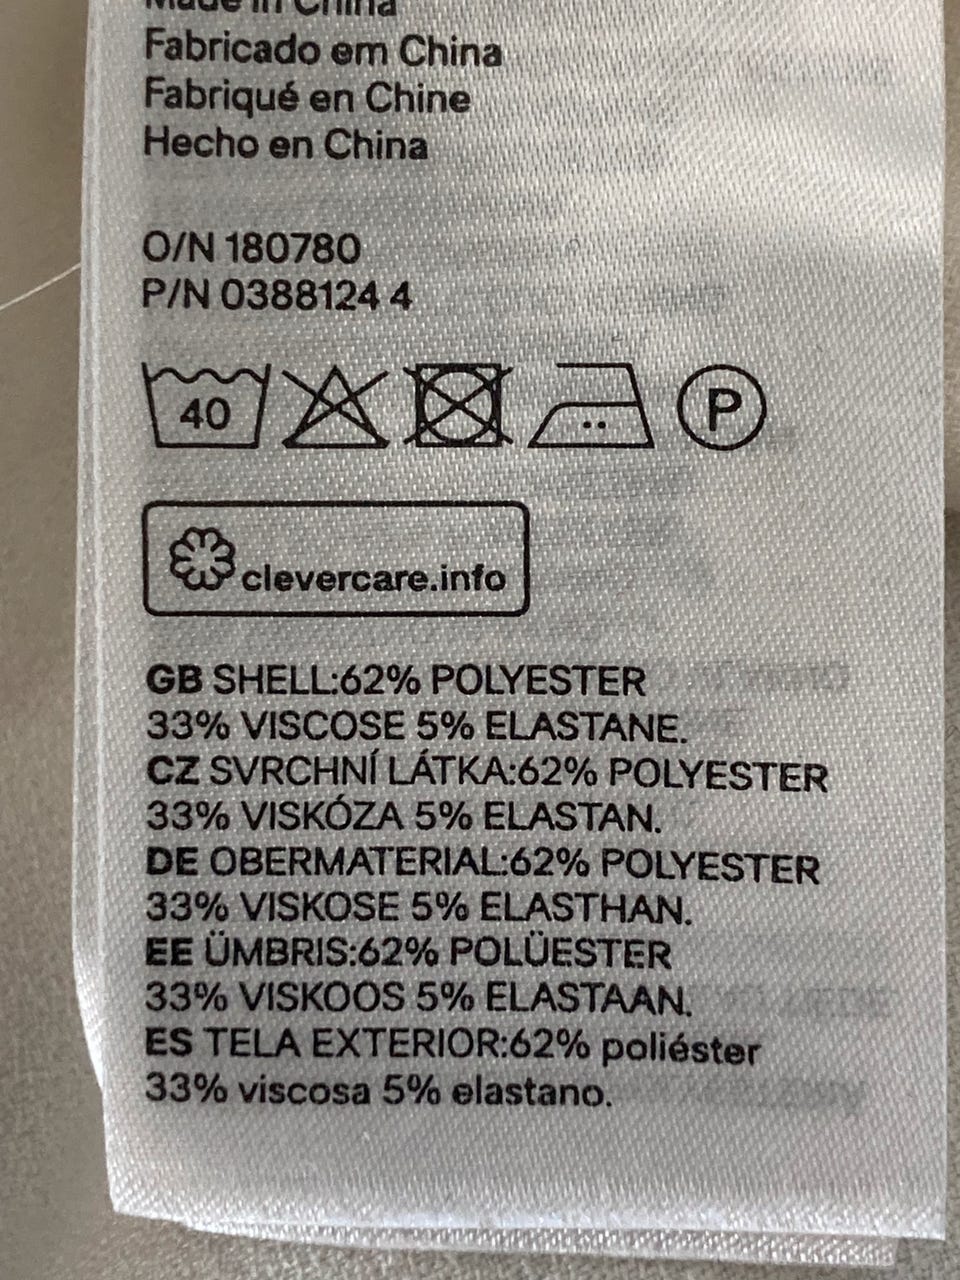 Made in China
Fabricado em China
Fabriqué en Chine
Hecho en China
O/N 180780
P/N 0388124 4
40
P
clevercare.info
GB SHELL:62% POLYESTER
33% VISCOSE 5% ELASTANE.
CZ SVRCHNÍ LÁTKA:62% POLYESTER
33% VISKÓZA 5% ELASTAN.
DE OBERMATERIAL:62% POLYESTER
33% VISKOSE 5% ELASTHAN.
EE ÜMBRIS:62% POLÜESTER
33% VISKOOS 5% ELASTAAN.
ES TELA EXTERIOR:62% poliéster
33% viscosa 5% elastano.